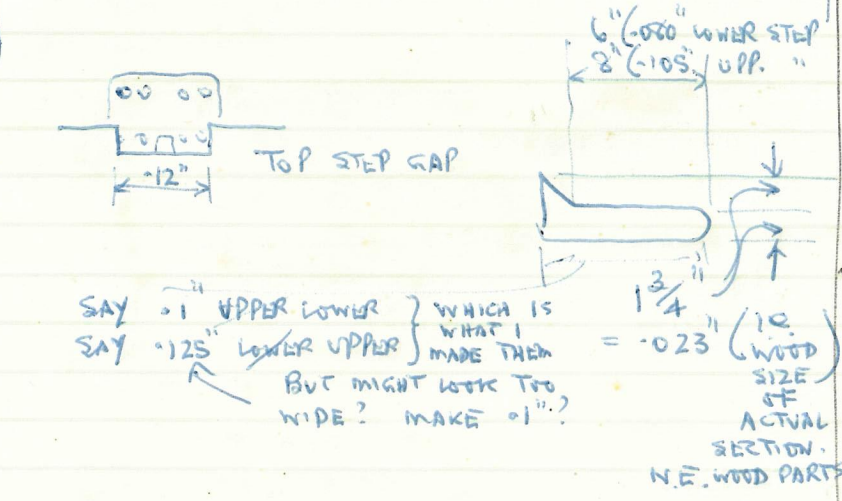 6" (.080" LOWER STEP
8" (.105" UPP. "
TOP STEP GAP
.12"
1 3/4"
= .023" (I.E. WOOD SIZE OF ACTUAL SECTION.
N.E. WOOD PARTS
SAY .1" UPPER LOWER
SAY .125" LOWER UPPER
WHICH IS
WHAT I
MADE THEM
BUT MIGHT LOOK TOO
WIDE? MAKE .1"?